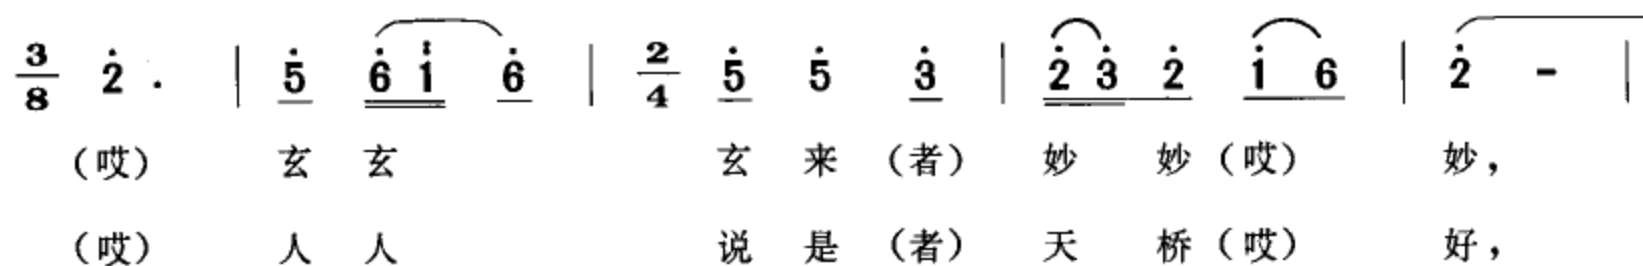 3/8 2̇ . | 5̇ 6̇ 1̈ 6̇ | 2/4 5̇ 5̇ 3̇ | 2̇ 3̇ 2̇ 1̇ 6 | 2̇ - |
（哎） 玄 玄 玄 来 （者） 妙 妙（哎） 妙，
（哎） 人 人 说 是 （者） 天 桥（哎） 好，